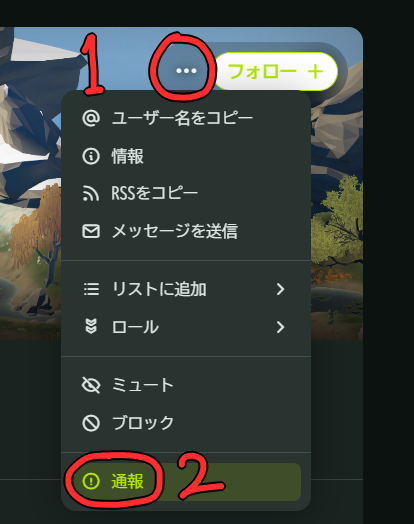 1
フォロー
ユーザー名をコピー
情報
RSSをコピー
メッセージを送信
リストに追加
ロール
ミュート
ブロック
通報 2